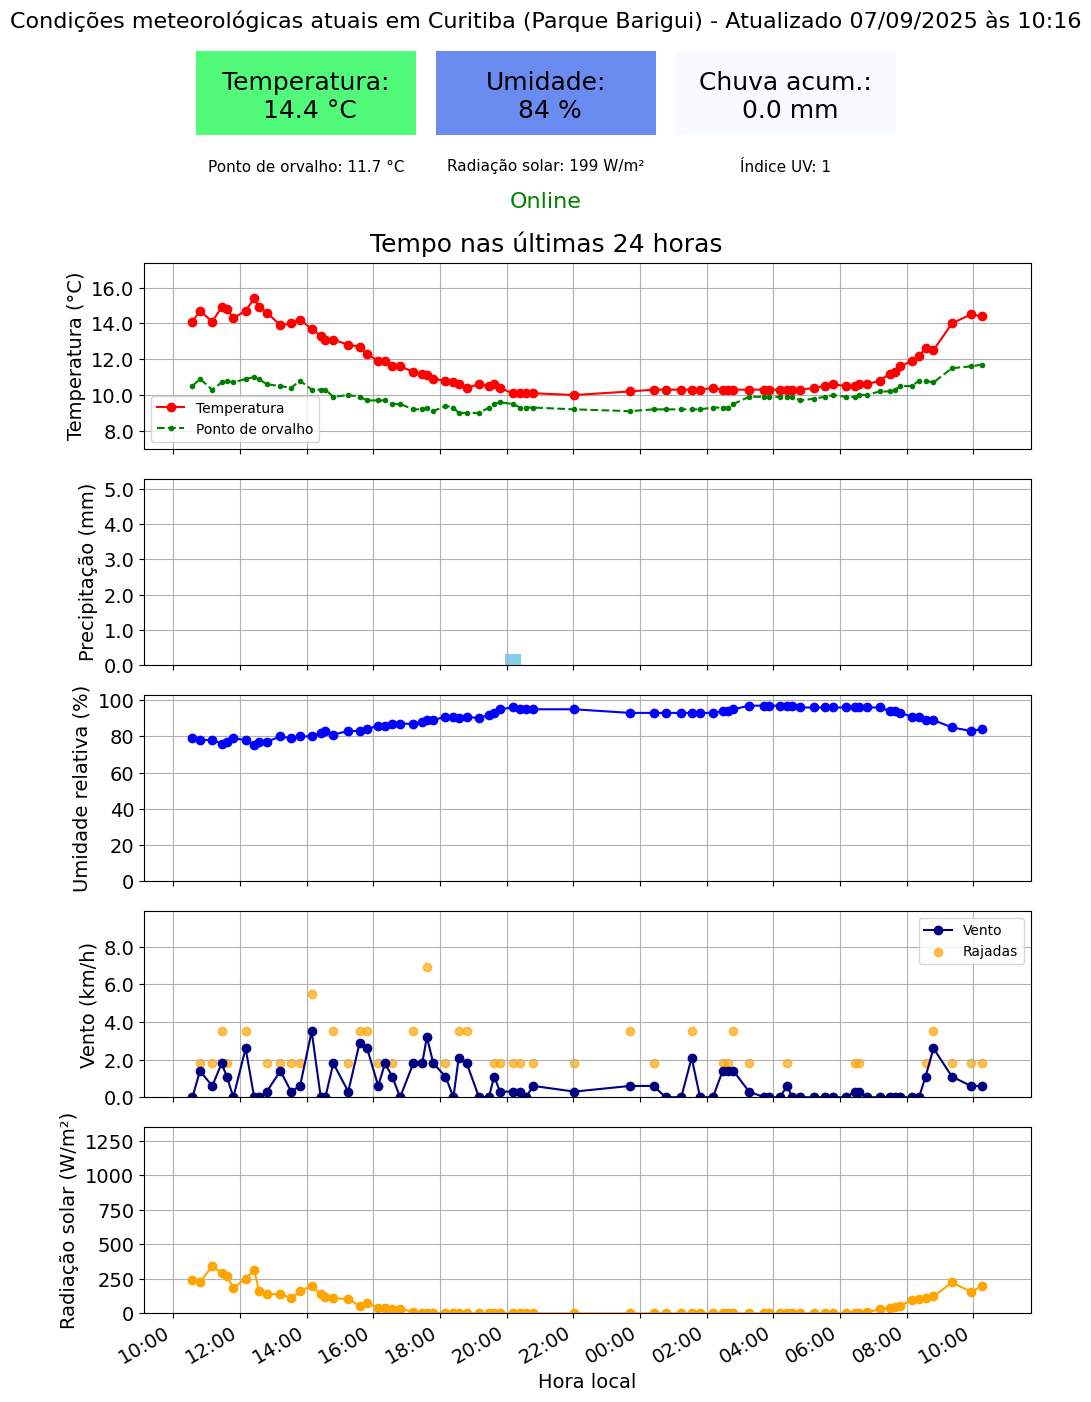 Condições meteorológicas atuais em Curitiba (Parque Barigui) - Atualizado 07/09/2025 às 10:16
Temperatura:
14.4 °C
Umidade:
84 %
Chuva acum.:
0.0 mm
Ponto de orvalho: 11.7 °C
Radiação solar: 199 W/m²
Índice UV: 1
Online
Tempo nas últimas 24 horas
Temperatura (°C)
16.0
14.0
12.0
10.0
8.0
Temperatura
Ponto de orvalho
Precipitação (mm)
5.0
4.0
3.0
2.0
1.0
0.0
Umidade relativa (%)
100
80
60
40
20
0
Vento (km/h)
8.0
6.0
4.0
2.0
0.0
Vento
Rajadas
Radiação solar (W/m²)
1250
1000
750
500
250
0
10:00
12:00
14:00
16:00
18:00
20:00
22:00
00:00
02:00
04:00
06:00
08:00
10:00
Hora local